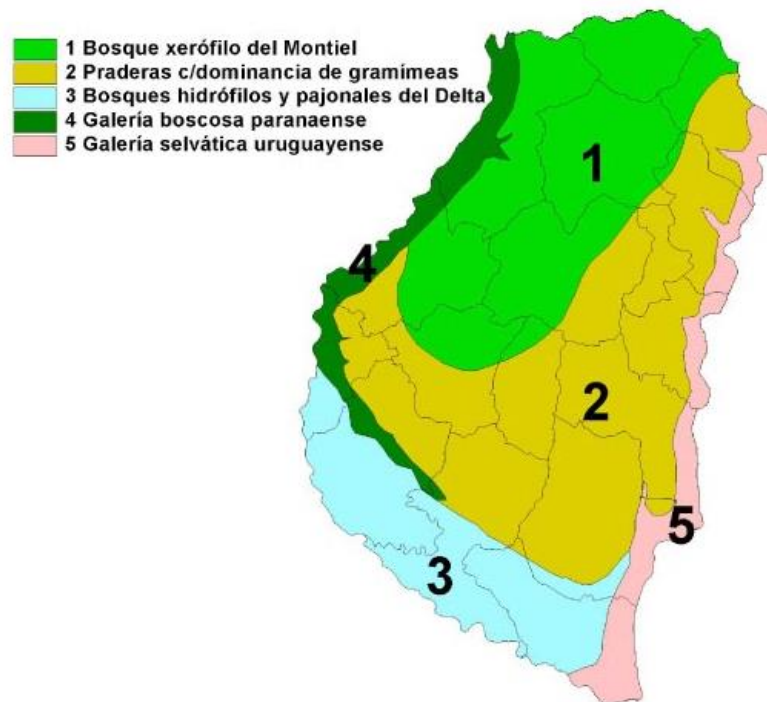 1 Bosque xerófilo del Montiel
2 Praderas c/dominancia de gramímeas
3 Bosques hidrófilos y pajonales del Delta
4 Galería boscosa paranaense
5 Galería selvática uruguayense
1
4
2
5
3